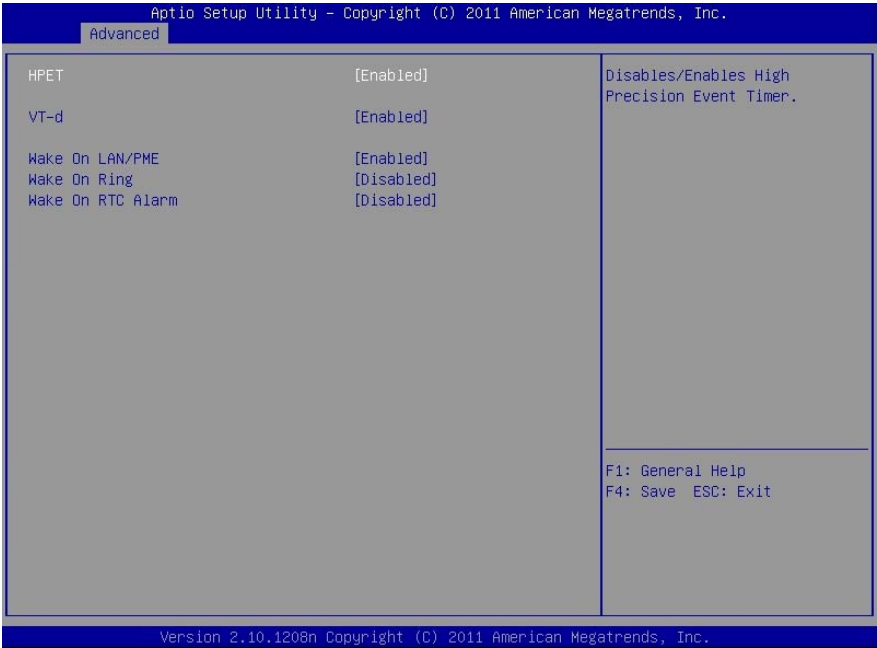 Aptio Setup Utility - Copyright (C) 2011 American Megatrends, Inc.
Advanced
HPET [Enabled]
VT-d [Enabled]
Wake On LAN/PME [Enabled]
Wake On Ring [Disabled]
Wake On RTC Alarm [Disabled]
Disables/Enables High
Precision Event Timer.
F1: General Help
F4: Save ESC: Exit
Version 2.10.1208n Copyright (C) 2011 American Megatrends, Inc.